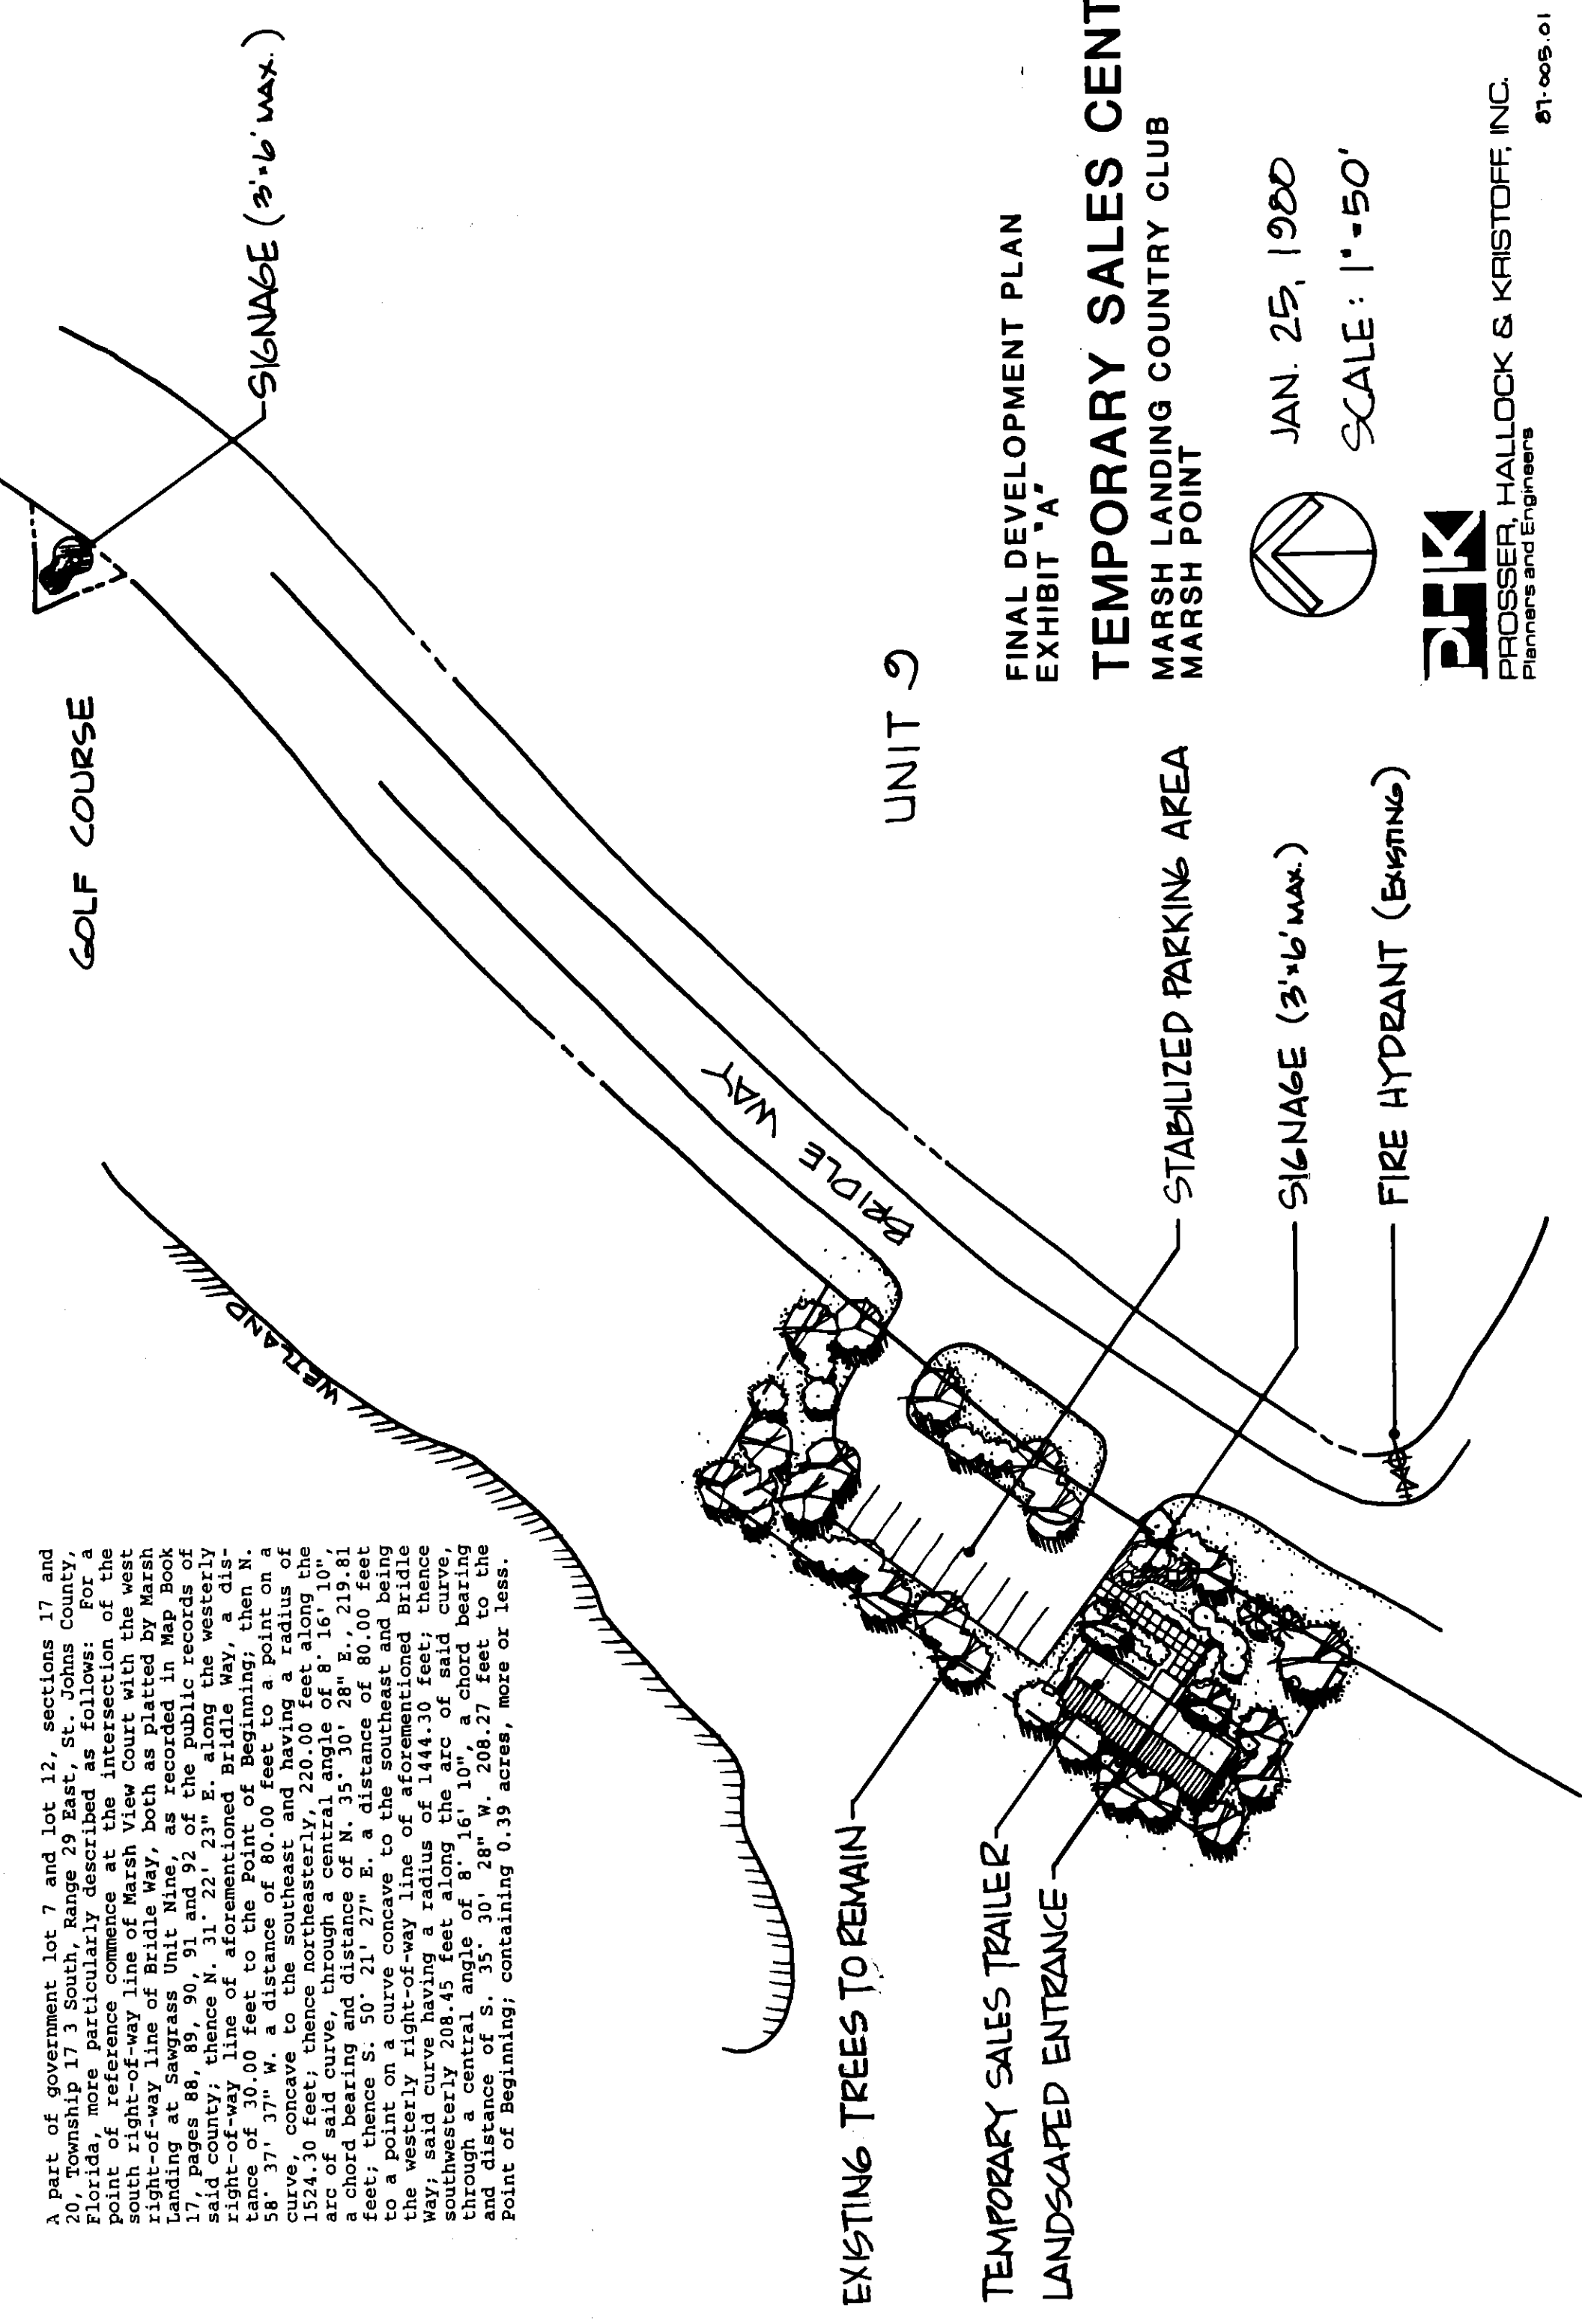 A part of government lot 7 and lot 12, sections 17 and
20, Township 17 3 South, Range 29 East, St. Johns County,
Florida, more particularly described as follows: For a
point of reference commence at the intersection of the
south right-of-way line of Marsh View Court with the west
right-of-way line of Bridle Way, both as platted by Marsh
Landing at Sawgrass Unit Nine, as recorded in Map Book
17, pages 88, 89, 90, 91 and 92 of the public records of
said county; thence N. 31° 22' 23" E. along the westerly
right-of-way line of aforementioned Bridle Way, a dis-
tance of 30.00 feet to the Point of Beginning; then N.
58° 37' 37" W. a distance of 80.00 feet to a point on a
curve, concave to the southeast and having a radius of
1524.30 feet; thence northeasterly, 220.00 feet along the
arc of said curve, through a central angle of 8° 16' 10",
a chord bearing and distance of N. 35° 30' 28" E., 219.81
feet; thence S. 50° 21' 27" E. a distance of 80.00 feet
to a point on a curve concave to the southeast and being
the westerly right-of-way line of aforementioned Bridle
Way; said curve having a radius of 1444.30 feet; thence
southwesterly 208.45 feet along the arc of said curve,
through a central angle of 8° 16' 10", a chord bearing
and distance of S. 35° 30' 28" W. 208.27 feet to the
Point of Beginning; containing 0.39 acres, more or less.
WETLAND
GOLF COURSE
SIGNAGE (3'×6' MAX.)
BRIDLE WAY
UNIT 9
EXISTING TREES TO REMAIN
TEMPORARY SALES TRAILER
LANDSCAPED ENTRANCE
STABILIZED PARKING AREA
SIGNAGE (3'×6' MAX.)
FIRE HYDRANT (EXISTING)
FINAL DEVELOPMENT PLAN
EXHIBIT "A"
TEMPORARY SALES CENT
MARSH LANDING COUNTRY CLUB
MARSH POINT
JAN. 25, 1988
SCALE: 1"=50'
PHK
PROSSER, HALLOCK & KRISTOFF, INC.
Planners and Engineers
87-005.01